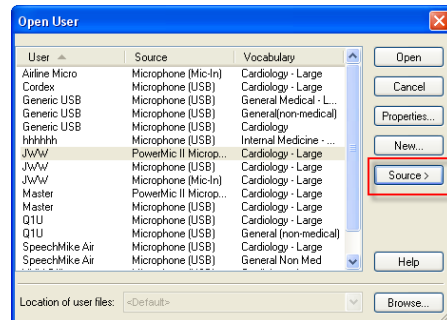 Open User
User Source Vocabulary
Airline Micro Microphone (Mic-In) Cardiology - Large
Cordex Microphone (USB) Cardiology - Large
Generic USB Microphone (USB) General Medical - L...
Generic USB Microphone (USB) General(non-medical)
Generic USB Microphone (USB) Cardiology
hhhhhh Microphone (USB) Internal Medicine - ...
JWW PowerMic II Microp... Cardiology - Large
JWW Microphone (USB) Cardiology - Large
JWW Microphone (Mic-In) Cardiology - Large
Master PowerMic II Microp... Cardiology - Large
Master Microphone (USB) Cardiology - Large
Q1U Microphone (USB) Cardiology - Large
Q1U Microphone (USB) General (non-medical)
SpeechMike Air Microphone (USB) Cardiology - Large
SpeechMike Air Microphone (USB) General Non Med
Open
Cancel
Properties...
New...
Source >
Help
Location of user files: <Default> Browse...